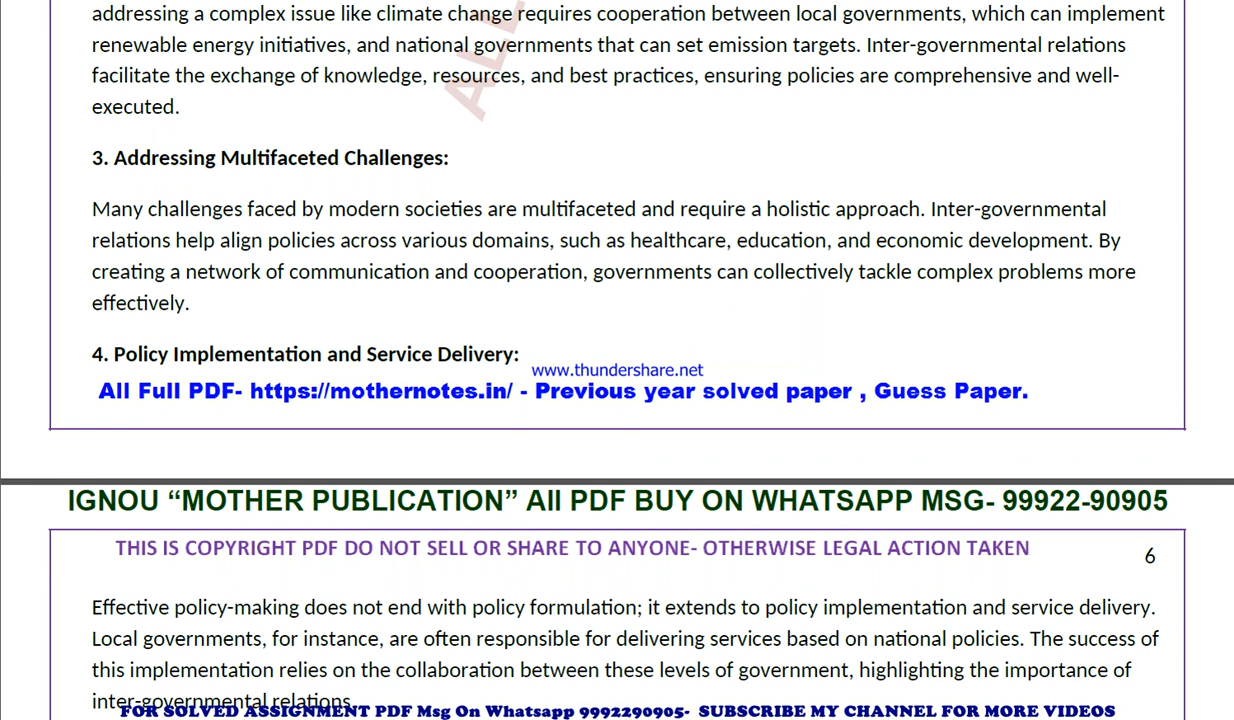 addressing a complex issue like climate change requires cooperation between local governments, which can implement
renewable energy initiatives, and national governments that can set emission targets. Inter-governmental relations
facilitate the exchange of knowledge, resources, and best practices, ensuring policies are comprehensive and well-
executed.
ALL
3. Addressing Multifaceted Challenges:
Many challenges faced by modern societies are multifaceted and require a holistic approach. Inter-governmental
relations help align policies across various domains, such as healthcare, education, and economic development. By
creating a network of communication and cooperation, governments can collectively tackle complex problems more
effectively.
4. Policy Implementation and Service Delivery:
www.thundershare.net
All Full PDF- https://mothernotes.in/ - Previous year solved paper , Guess Paper.
IGNOU “MOTHER PUBLICATION” All PDF BUY ON WHATSAPP MSG- 99922-90905
THIS IS COPYRIGHT PDF DO NOT SELL OR SHARE TO ANYONE- OTHERWISE LEGAL ACTION TAKEN
6
Effective policy-making does not end with policy formulation; it extends to policy implementation and service delivery.
Local governments, for instance, are often responsible for delivering services based on national policies. The success of
this implementation relies on the collaboration between these levels of government, highlighting the importance of
inter-governmental relations.
FOR SOLVED ASSIGNMENT PDF Msg On Whatsapp 9992290905- SUBSCRIBE MY CHANNEL FOR MORE VIDEOS